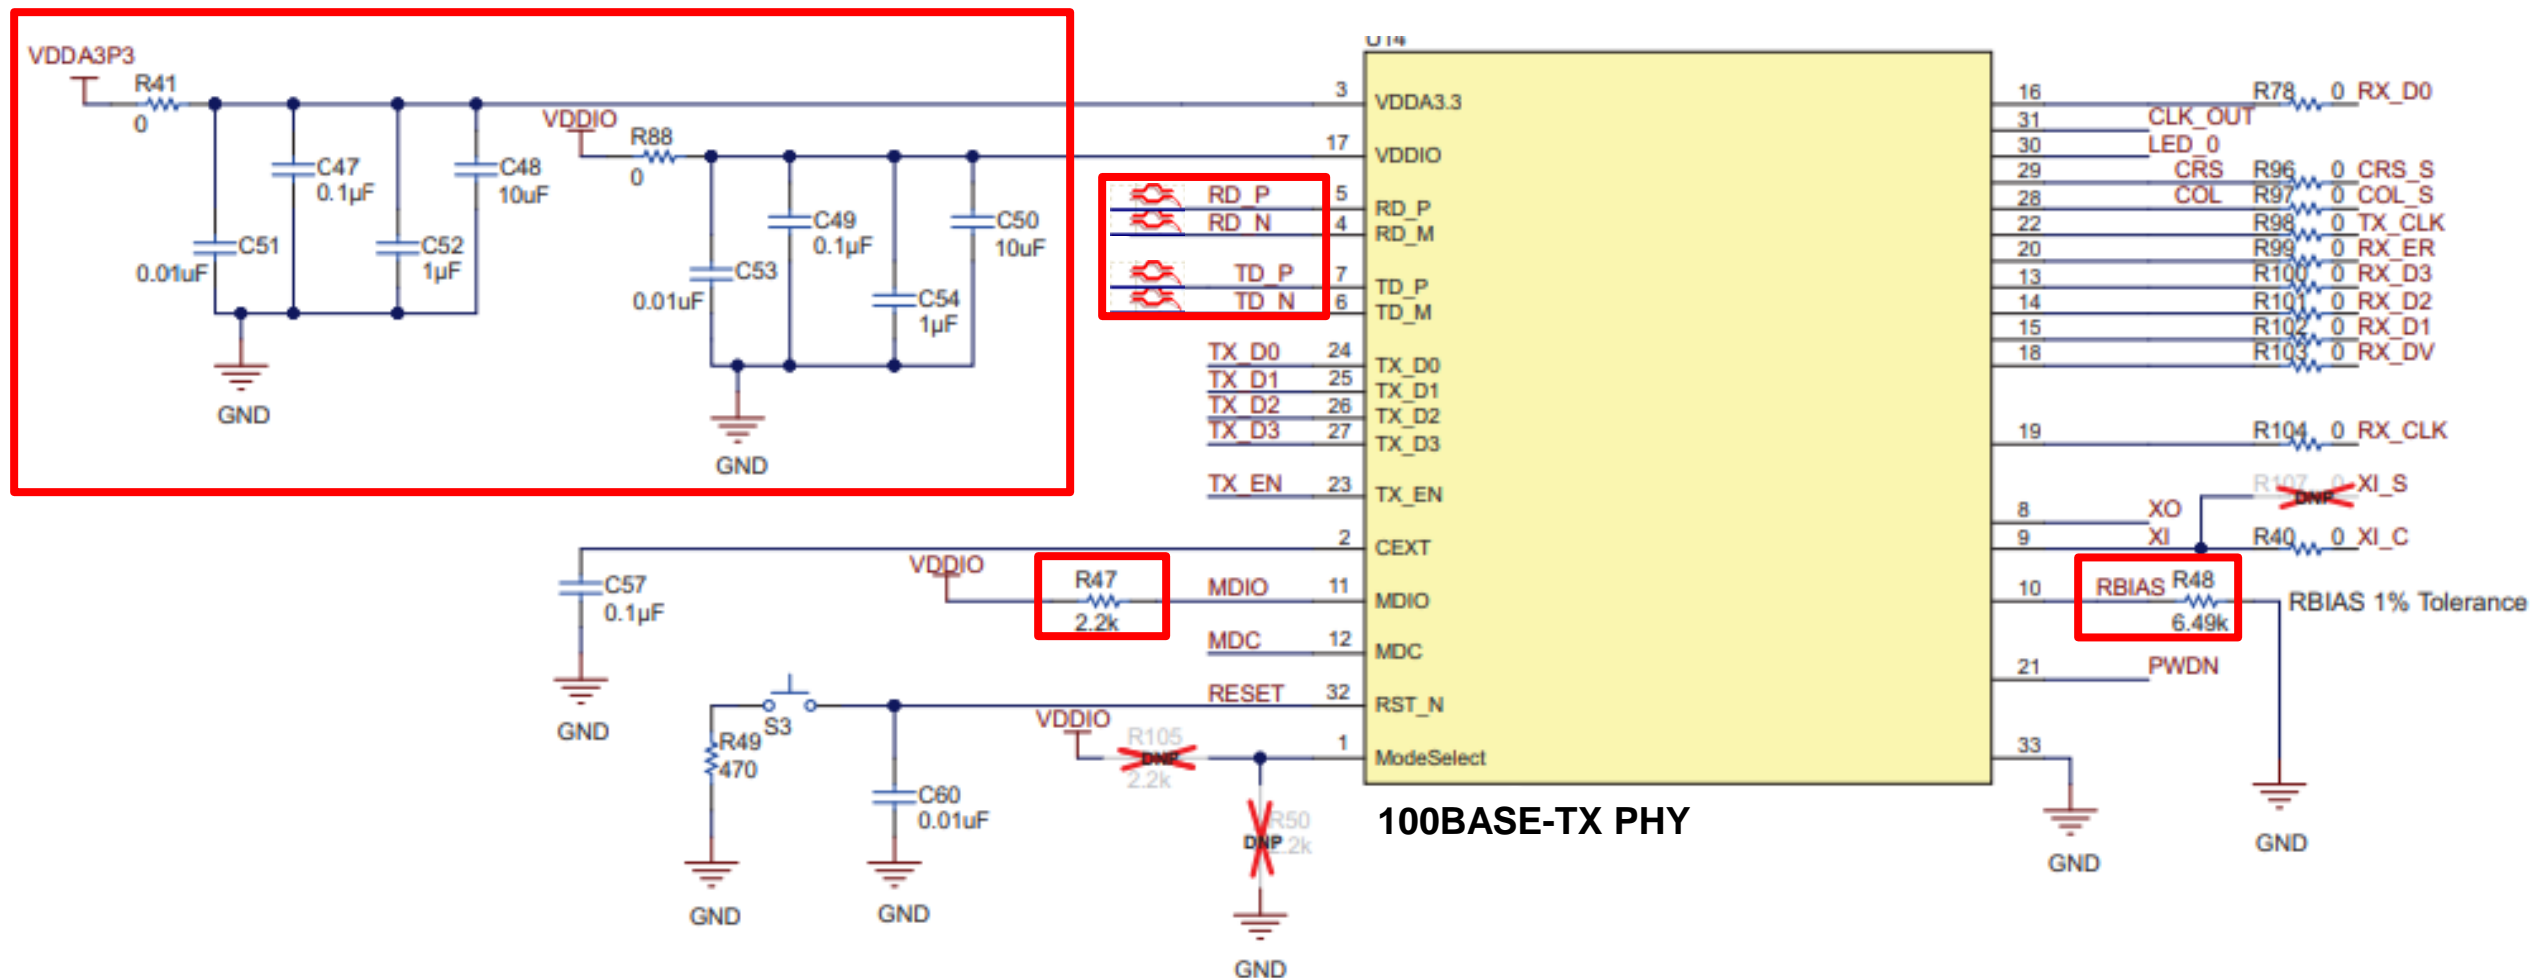 VDDA3P3
R41
0
C47
0.1µF
C48
10uF
C51
0.01uF
C52
1µF
GND
VDDIO
R88
0
C49
0.1µF
C50
10uF
C53
0.01uF
C54
1µF
GND
RD_P
RD_N
TD_P
TD_N
TX_D0
TX_D1
TX_D2
TX_D3
TX_EN
C57
0.1µF
GND
VDDIO
R47
2.2k
MDIO
MDC
RESET
S3
R49
470
GND
C60
0.01uF
GND
VDDIO
R105
DNP
2.2k
R50
DNP
2.2k
GND
U14
3 VDDA3.3
17 VDDIO
5 RD_P
4 RD_M
7 TD_P
6 TD_M
24 TX_D0
25 TX_D1
26 TX_D2
27 TX_D3
23 TX_EN
2 CEXT
11 MDIO
12 MDC
32 RST_N
1 ModeSelect
100BASE-TX PHY
16 R78 0 RX_D0
31 CLK_OUT
30 LED_0
29 CRS R96 0 CRS_S
28 COL R97 0 COL_S
22 R98 0 TX_CLK
20 R99 0 RX_ER
13 R100 0 RX_D3
14 R101 0 RX_D2
15 R102 0 RX_D1
18 R103 0 RX_DV
19 R104 0 RX_CLK
R107 0 XI_S
DNP
8 XO
9 XI R40 0 XI_C
10 RBIAS R48
6.49k
RBIAS 1% Tolerance
21 PWDN
33
GND
GND